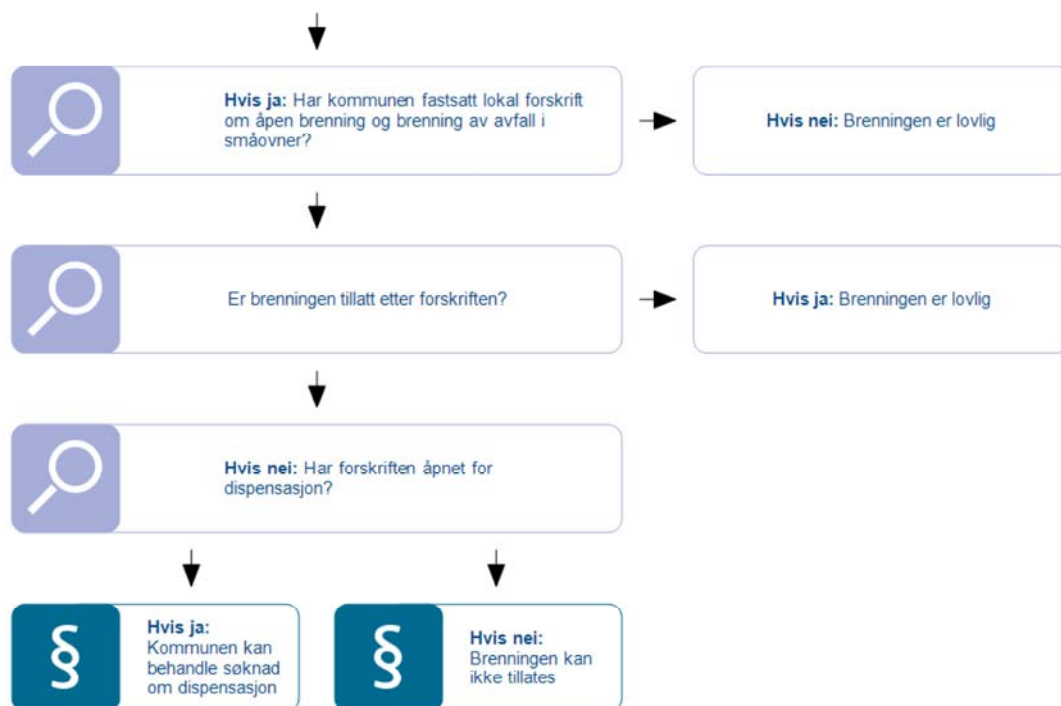 Hvis ja: Har kommunen fastsatt lokal forskrift
om åpen brenning og brenning av avfall i
småovner?
Hvis nei: Brenningen er lovlig
Er brenningen tillatt etter forskriften?
Hvis ja: Brenningen er lovlig
Hvis nei: Har forskriften åpnet for
dispensasjon?
§
Hvis ja:
Kommunen kan
behandle søknad
om dispensasjon
§
Hvis nei:
Brenningen kan
ikke tillates